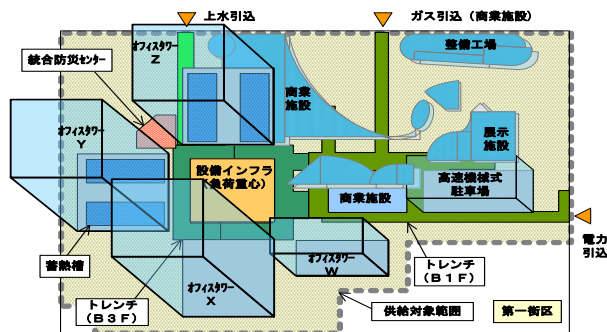 上水引込
ガス引込（商業施設）
ｵﾌｨｽﾀﾜｰ
Z
整備工場
統合防災ｾﾝﾀｰ
商業
施設
展示
施設
ｵﾌｨｽﾀﾜｰ
Y
設備インフラ
（負荷重心）
高速機械式
駐車場
商業施設
電力
引込
蓄熱槽
ｵﾌｨｽﾀﾜｰ
W
トレンチ
（Ｂ１Ｆ）
トレンチ
（Ｂ３Ｆ）
ｵﾌｨｽﾀﾜｰ
X
供給対象範囲
第一街区